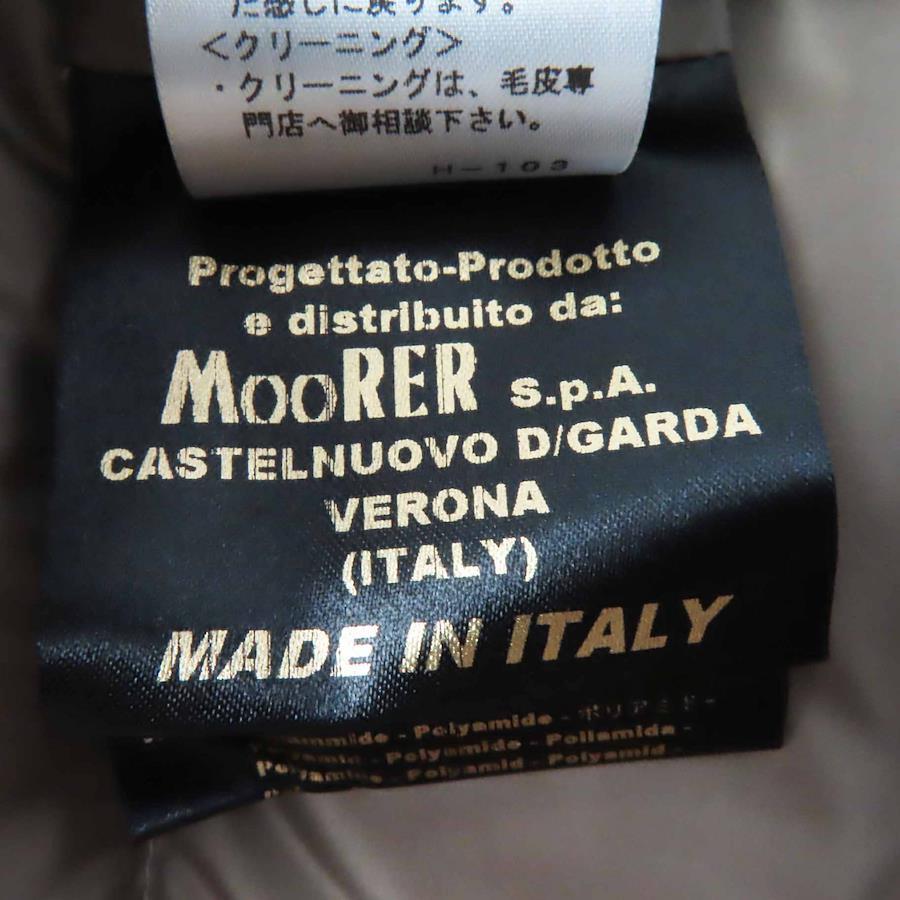 た感じに戻ります。
<クリーニング>
・クリーニングは、毛皮専
門店へ御相談下さい。
H-103
Progettato-Prodotto
e distribuito da:
MOORER s.p.A.
CASTELNUOVO D/GARDA
VERONA
(ITALY)
MADE IN ITALY
- Polyamide - ポリアミド -
- Polyamide - Poliamida -
- Polyamid - Polyamid -